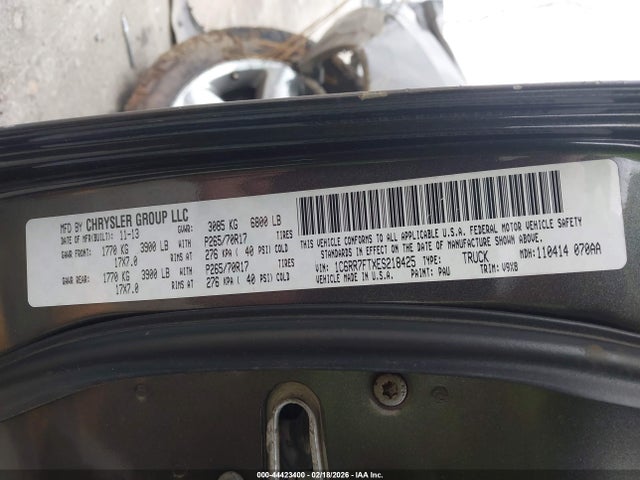 MFD BY CHRYSLER GROUP LLC
DATE OF MFR(BUILT): 11-13 3085 KG 6800 LB
GAWR FRONT: 1770 KG 3900 LB WITH P265/70R17 TIRES
17X7.0 RIMS AT 276 KPA ( 40 PSI) COLD
GAWR REAR: 1770 KG 3900 LB WITH P265/70R17 TIRES
17X7.0 RIMS AT 276 KPA ( 40 PSI) COLD
THIS VEHICLE CONFORMS TO ALL APPLICABLE U.S.A. FEDERAL MOTOR VEHICLE SAFETY
STANDARDS IN EFFECT ON THE DATE OF MANUFACTURE SHOWN ABOVE.
VIN: 1C6RR7FTXES218425 TYPE: TRUCK MDH: 110414 070AA
VEHICLE MADE IN U.S.A. PAINT: PAU TRIM: V9X8
00-44423400 - 02/18/2026 - IAA Inc.